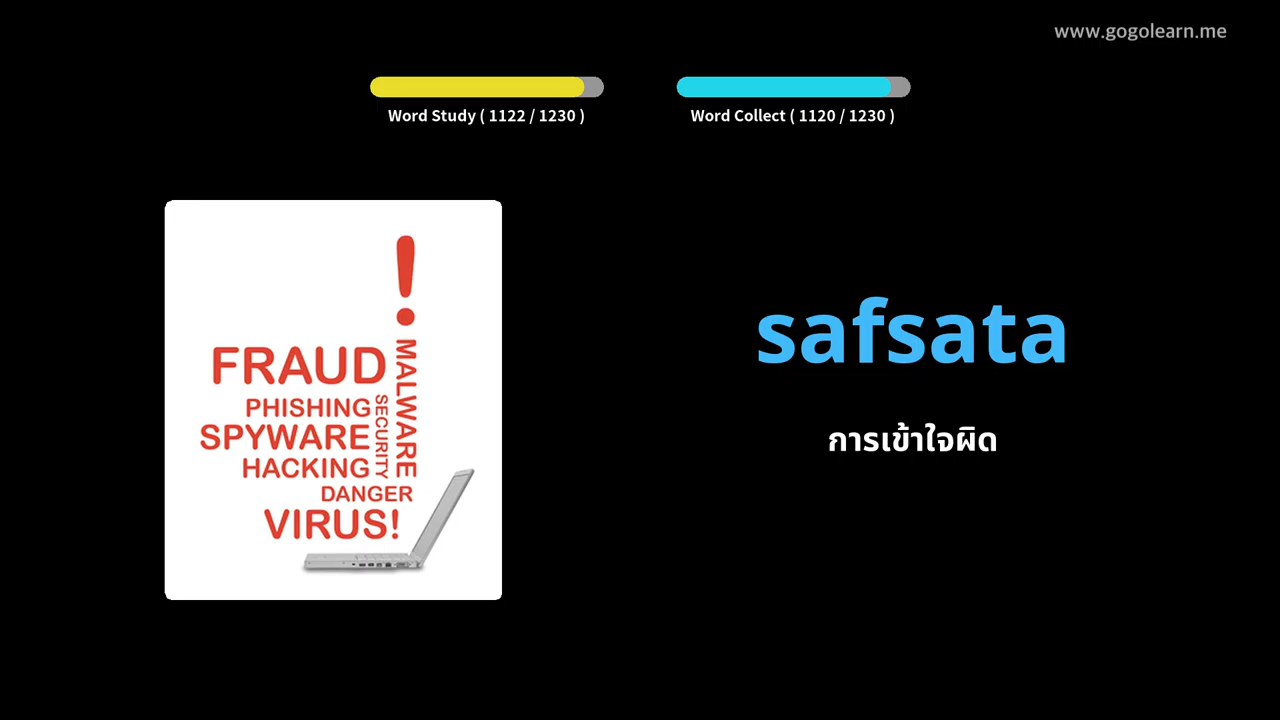 www.gogolearn.me
Word Study ( 1122 / 1230 )
Word Collect ( 1120 / 1230 )
!
FRAUD
PHISHING
SPYWARE
HACKING
DANGER
VIRUS!
SECURITY
MALWARE
safsata
การเข้าใจผิด